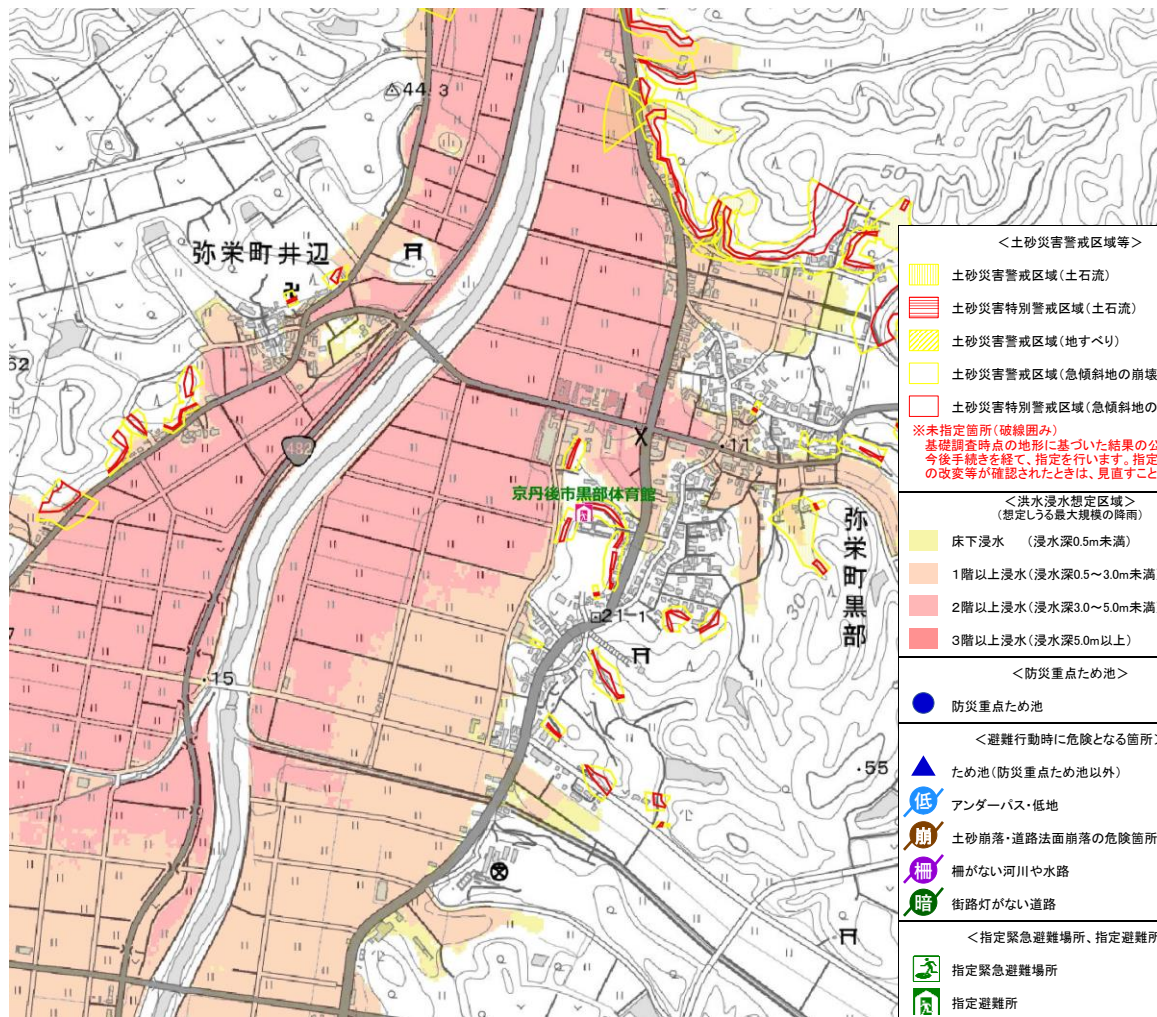 44.3
50
弥栄町井辺
52
482
11
京丹後市黒部体育館
弥栄町黒部
30
21.1
15
7
55
＜土砂災害警戒区域等＞
土砂災害警戒区域(土石流)
土砂災害特別警戒区域(土石流)
土砂災害警戒区域(地すべり)
土砂災害警戒区域(急傾斜地の崩壊
土砂災害特別警戒区域(急傾斜地の
※未指定箇所(破線囲み)
基礎調査時点の地形に基づいた結果の公
今後手続きを経て、指定を行います。指定
の改変等が確認されたときは、見直すこと
＜洪水浸水想定区域＞
(想定しうる最大規模の降雨)
床下浸水　(浸水深0.5m未満)
1階以上浸水(浸水深0.5～3.0m未満
2階以上浸水(浸水深3.0～5.0m未満
3階以上浸水(浸水深5.0m以上)
＜防災重点ため池＞
防災重点ため池
＜避難行動時に危険となる箇所＞
ため池(防災重点ため池以外)
低 アンダーパス・低地
崩 土砂崩落・道路法面崩落の危険箇所
柵 柵がない河川や水路
暗 街路灯がない道路
＜指定緊急避難場所、指定避難所
指定緊急避難場所
指定避難所